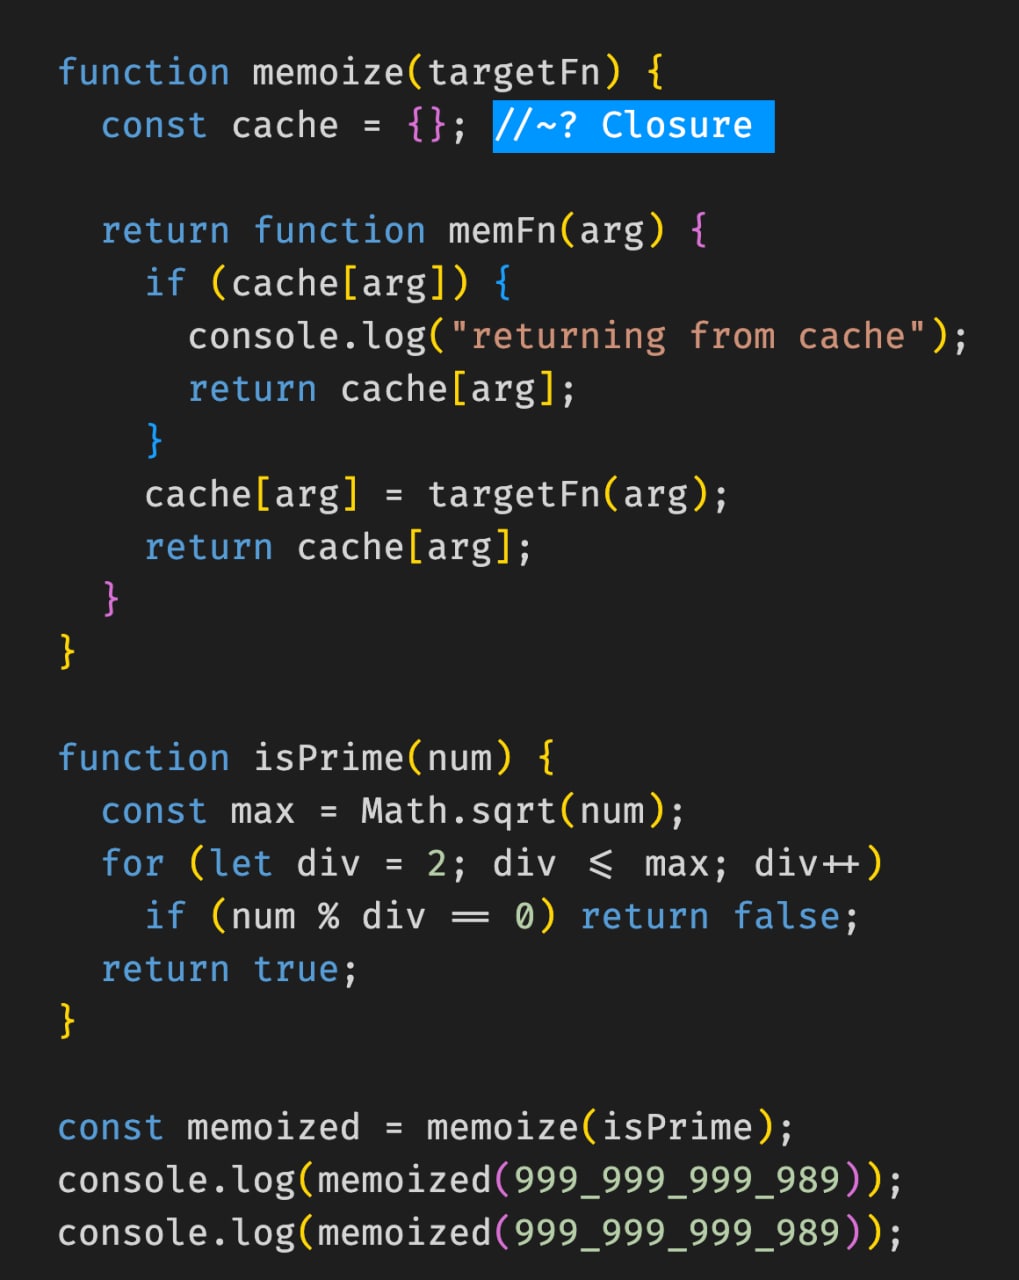 function memoize(targetFn) {
  const cache = {}; //~? Closure
  return function memFn(arg) {
    if (cache[arg]) {
      console.log("returning from cache");
      return cache[arg];
    }
    cache[arg] = targetFn(arg);
    return cache[arg];
  }
}
function isPrime(num) {
  const max = Math.sqrt(num);
  for (let div = 2; div <= max; div++)
    if (num % div == 0) return false;
  return true;
}
const memoized = memoize(isPrime);
console.log(memoized(999_999_999_989));
console.log(memoized(999_999_999_989));